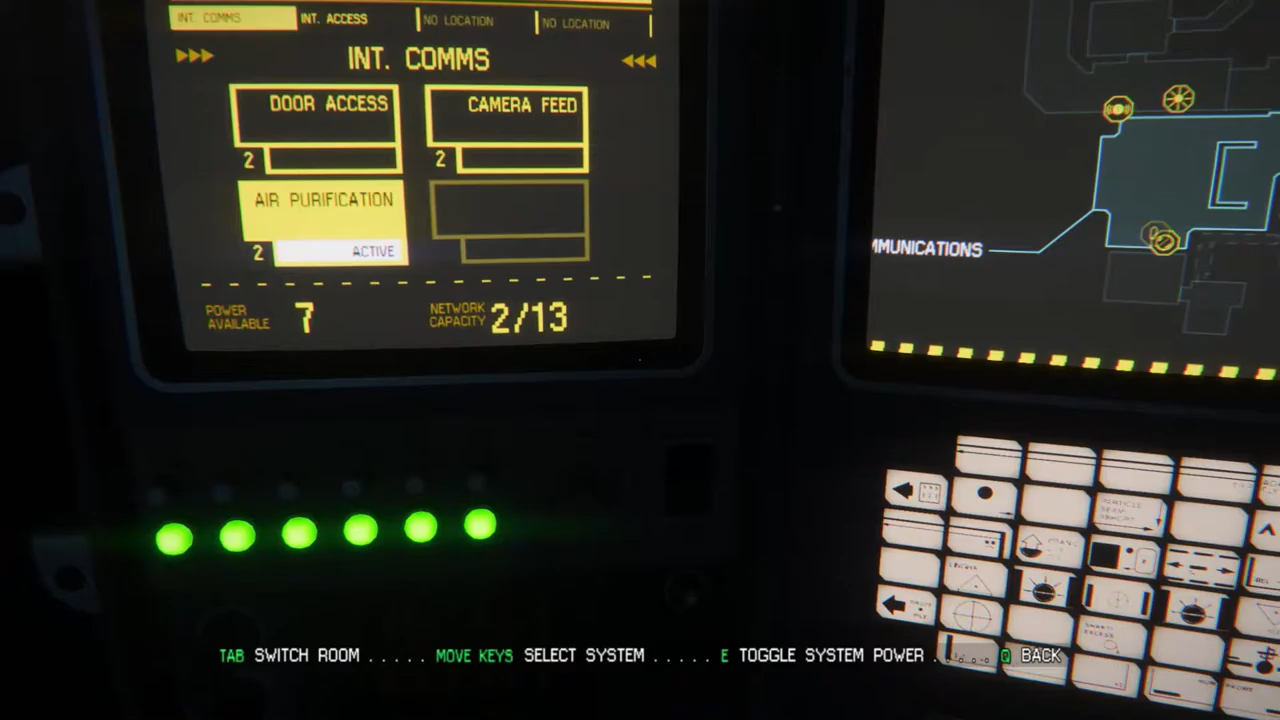 INT. COMMS INT. ACCESS NO LOCATION NO LOCATION
INT. COMMS
DOOR ACCESS CAMERA FEED
2 2
AIR PURIFICATION
2 ACTIVE
POWER AVAILABLE 7 NETWORK CAPACITY 2/13
MMUNICATIONS
TAB SWITCH ROOM ..... MOVE KEYS SELECT SYSTEM ..... E TOGGLE SYSTEM POWER . Q BACK